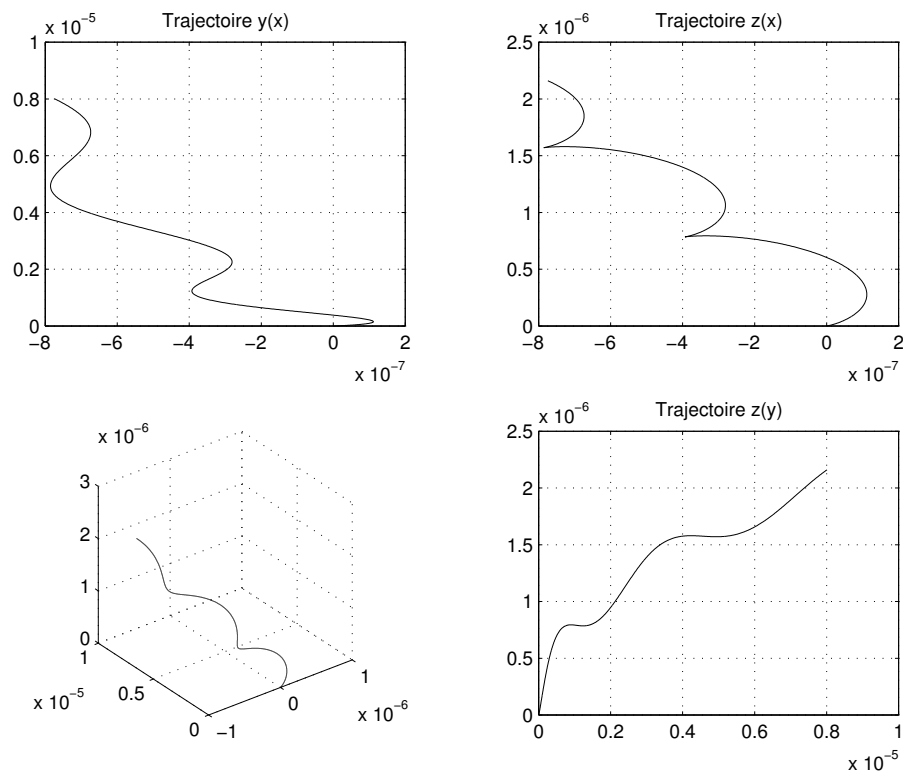 x 10⁻⁵
Trajectoire y(x)
1
0.8
0.6
0.4
0.2
0
−8 −6 −4 −2 0 2
x 10⁻⁷
x 10⁻⁶
Trajectoire z(x)
2.5
2
1.5
1
0.5
0
−8 −6 −4 −2 0 2
x 10⁻⁷
x 10⁻⁶
3
2
1
0
1
0.5
0
x 10⁻⁵
−1
0
1
x 10⁻⁶
x 10⁻⁶
Trajectoire z(y)
2.5
2
1.5
1
0.5
0
0 0.2 0.4 0.6 0.8 1
x 10⁻⁵